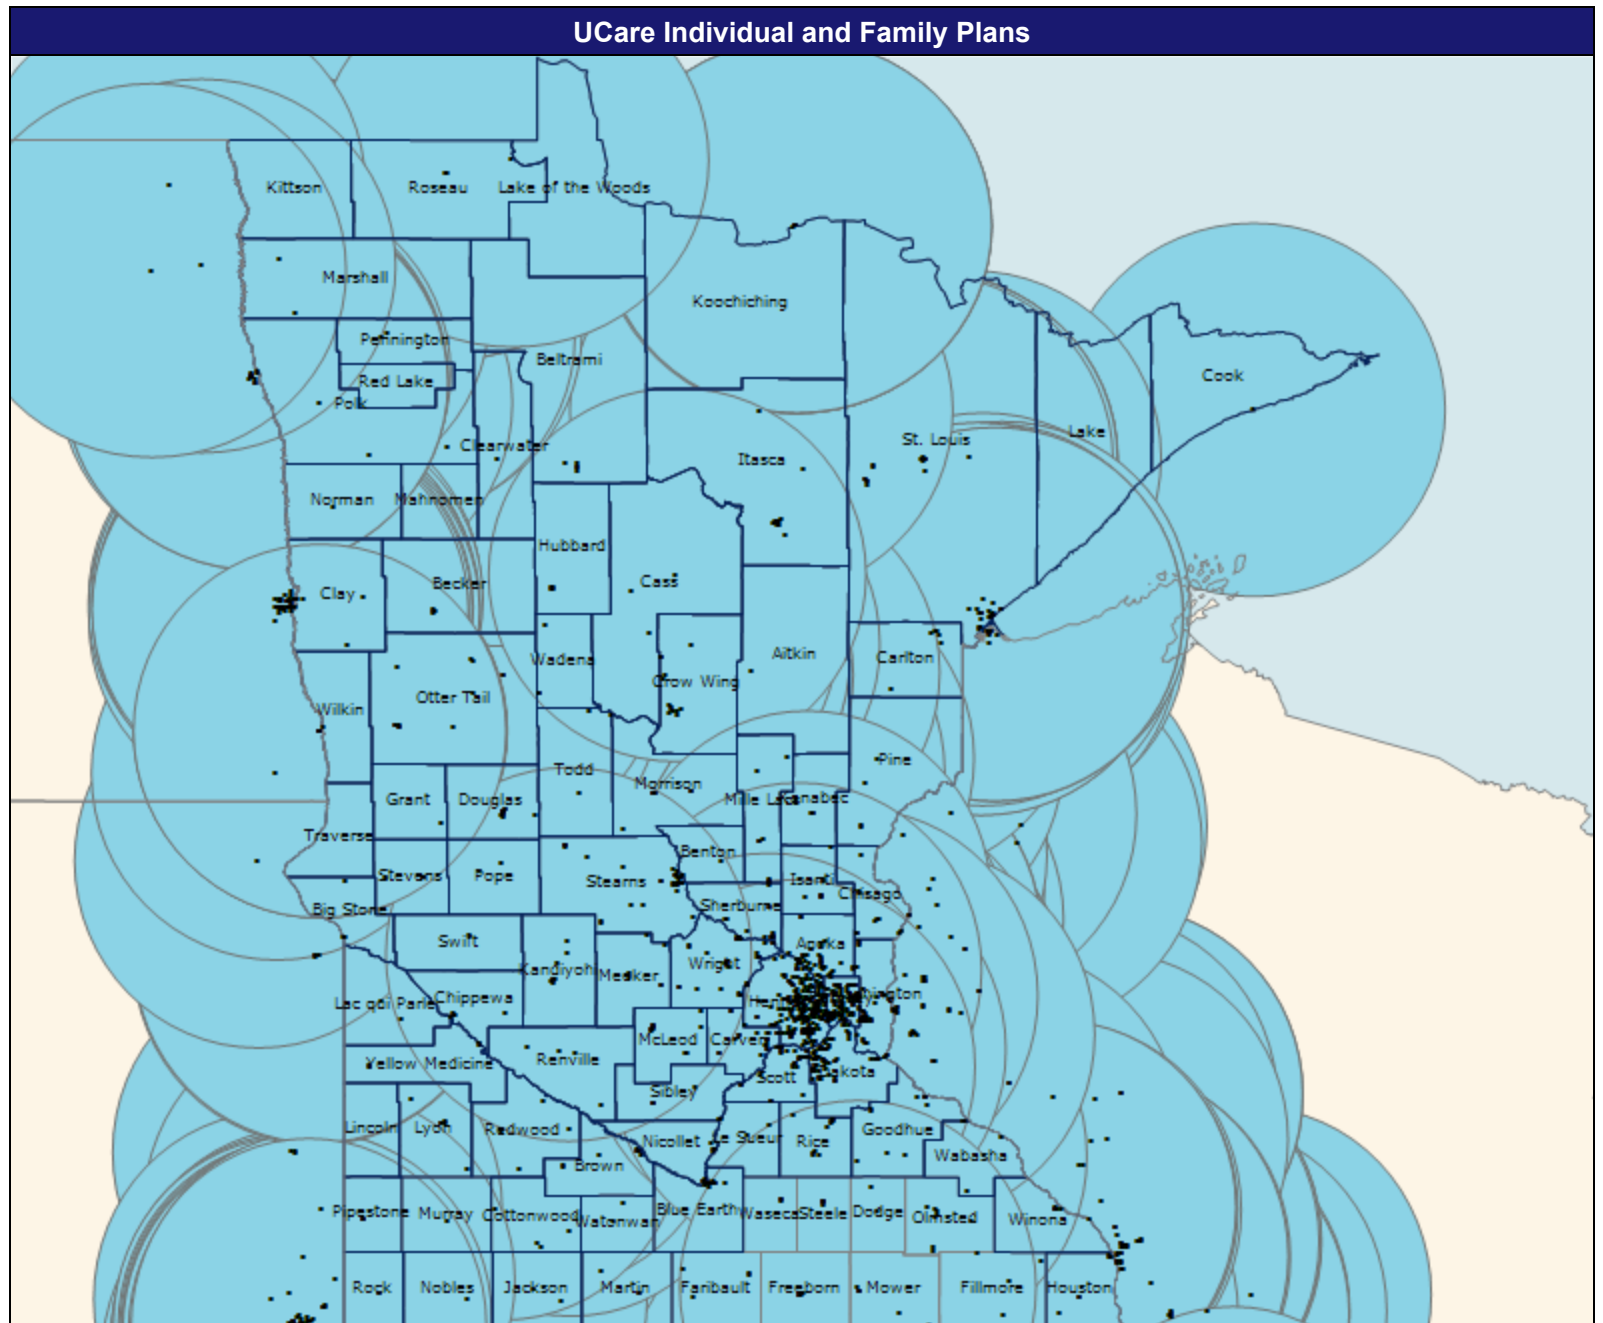 UCare Individual and Family Plans
Kittson
Roseau
Lake of the Woods
Marshall
Koochiching
Pennington
Beltrami
Red Lake
Cook
Polk
Lake
St. Louis
Clearwater
Itasca
Norman
Mahnomen
Hubbard
Cass
Becker
Clay
Aitkin
Carlton
Wadena
Crow Wing
Otter Tail
Wilkin
Pine
Todd
Morrison
Grant
Douglas
Mille Lacs
Kanabec
Traverse
Benton
Stevens
Pope
Stearns
Isanti
Chisago
Big Stone
Sherburne
Swift
Anoka
Kandiyohi
Meeker
Wright
Lac qui Parle
Chippewa
McLeod
Carver
Yellow Medicine
Renville
Scott
Dakota
Sibley
Lincoln
Lyon
Redwood
Nicollet
Le Sueur
Rice
Goodhue
Brown
Wabasha
Pipestone
Murray
Cottonwood
Watonwan
Blue Earth
Waseca
Steele
Dodge
Olmsted
Winona
Rock
Nobles
Jackson
Martin
Faribault
Freeborn
Mower
Fillmore
Houston